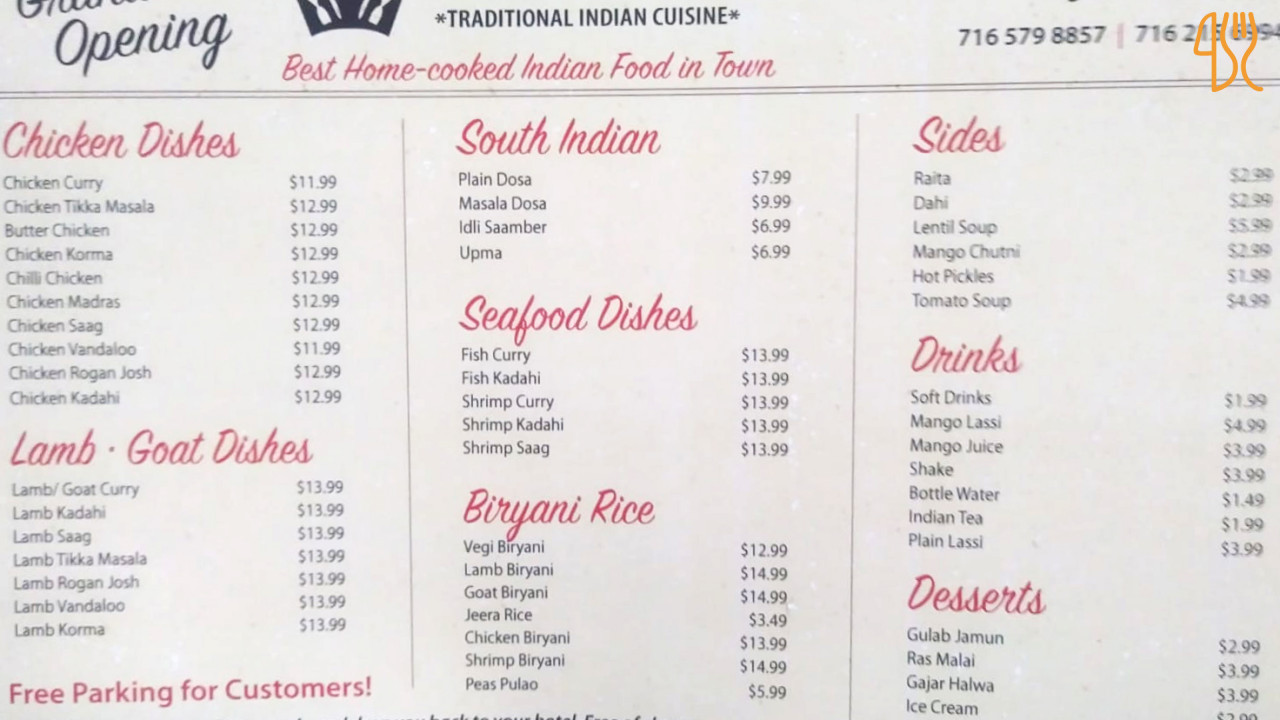 Opening
*TRADITIONAL INDIAN CUISINE*
Best Home-cooked Indian Food in Town
716 579 8857 | 716
Chicken Dishes
Chicken Curry $11.99
Chicken Tikka Masala $12.99
Butter Chicken $12.99
Chicken Korma $12.99
Chilli Chicken $12.99
Chicken Madras $12.99
Chicken Saag $12.99
Chicken Vandaloo $11.99
Chicken Rogan Josh $12.99
Chicken Kadahi $12.99
Lamb · Goat Dishes
Lamb/ Goat Curry $13.99
Lamb Kadahi $13.99
Lamb Saag $13.99
Lamb Tikka Masala $13.99
Lamb Rogan Josh $13.99
Lamb Vandaloo $13.99
Lamb Korma $13.99
Free Parking for Customers!
South Indian
Plain Dosa $7.99
Masala Dosa $9.99
Idli Saamber $6.99
Upma $6.99
Seafood Dishes
Fish Curry $13.99
Fish Kadahi $13.99
Shrimp Curry $13.99
Shrimp Kadahi $13.99
Shrimp Saag $13.99
Biryani Rice
Vegi Biryani $12.99
Lamb Biryani $14.99
Goat Biryani $14.99
Jeera Rice $3.49
Chicken Biryani $13.99
Shrimp Biryani $14.99
Peas Pulao $5.99
Sides
Raita $2.99
Dahi $2.99
Lentil Soup $5.99
Mango Chutni $2.99
Hot Pickles $1.99
Tomato Soup $4.99
Drinks
Soft Drinks $1.99
Mango Lassi $4.99
Mango Juice $3.99
Shake $3.99
Bottle Water $1.49
Indian Tea $1.99
Plain Lassi $3.99
Desserts
Gulab Jamun $2.99
Ras Malai $3.99
Gajar Halwa $3.99
Ice Cream